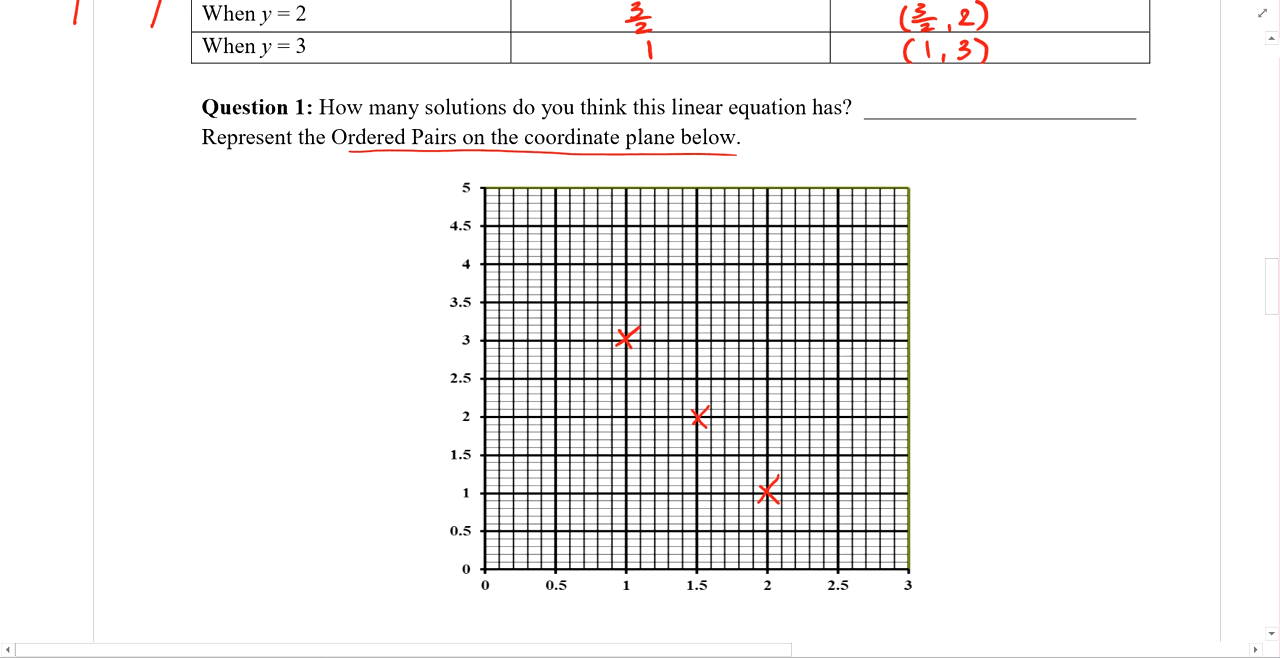 When y = 2 3/2 (3/2, 2)
When y = 3 1 (1, 3)
Question 1: How many solutions do you think this linear equation has? ____________________
Represent the Ordered Pairs on the coordinate plane below.
5
4.5
4
3.5
3
2.5
2
1.5
1
0.5
0
0 0.5 1 1.5 2 2.5 3